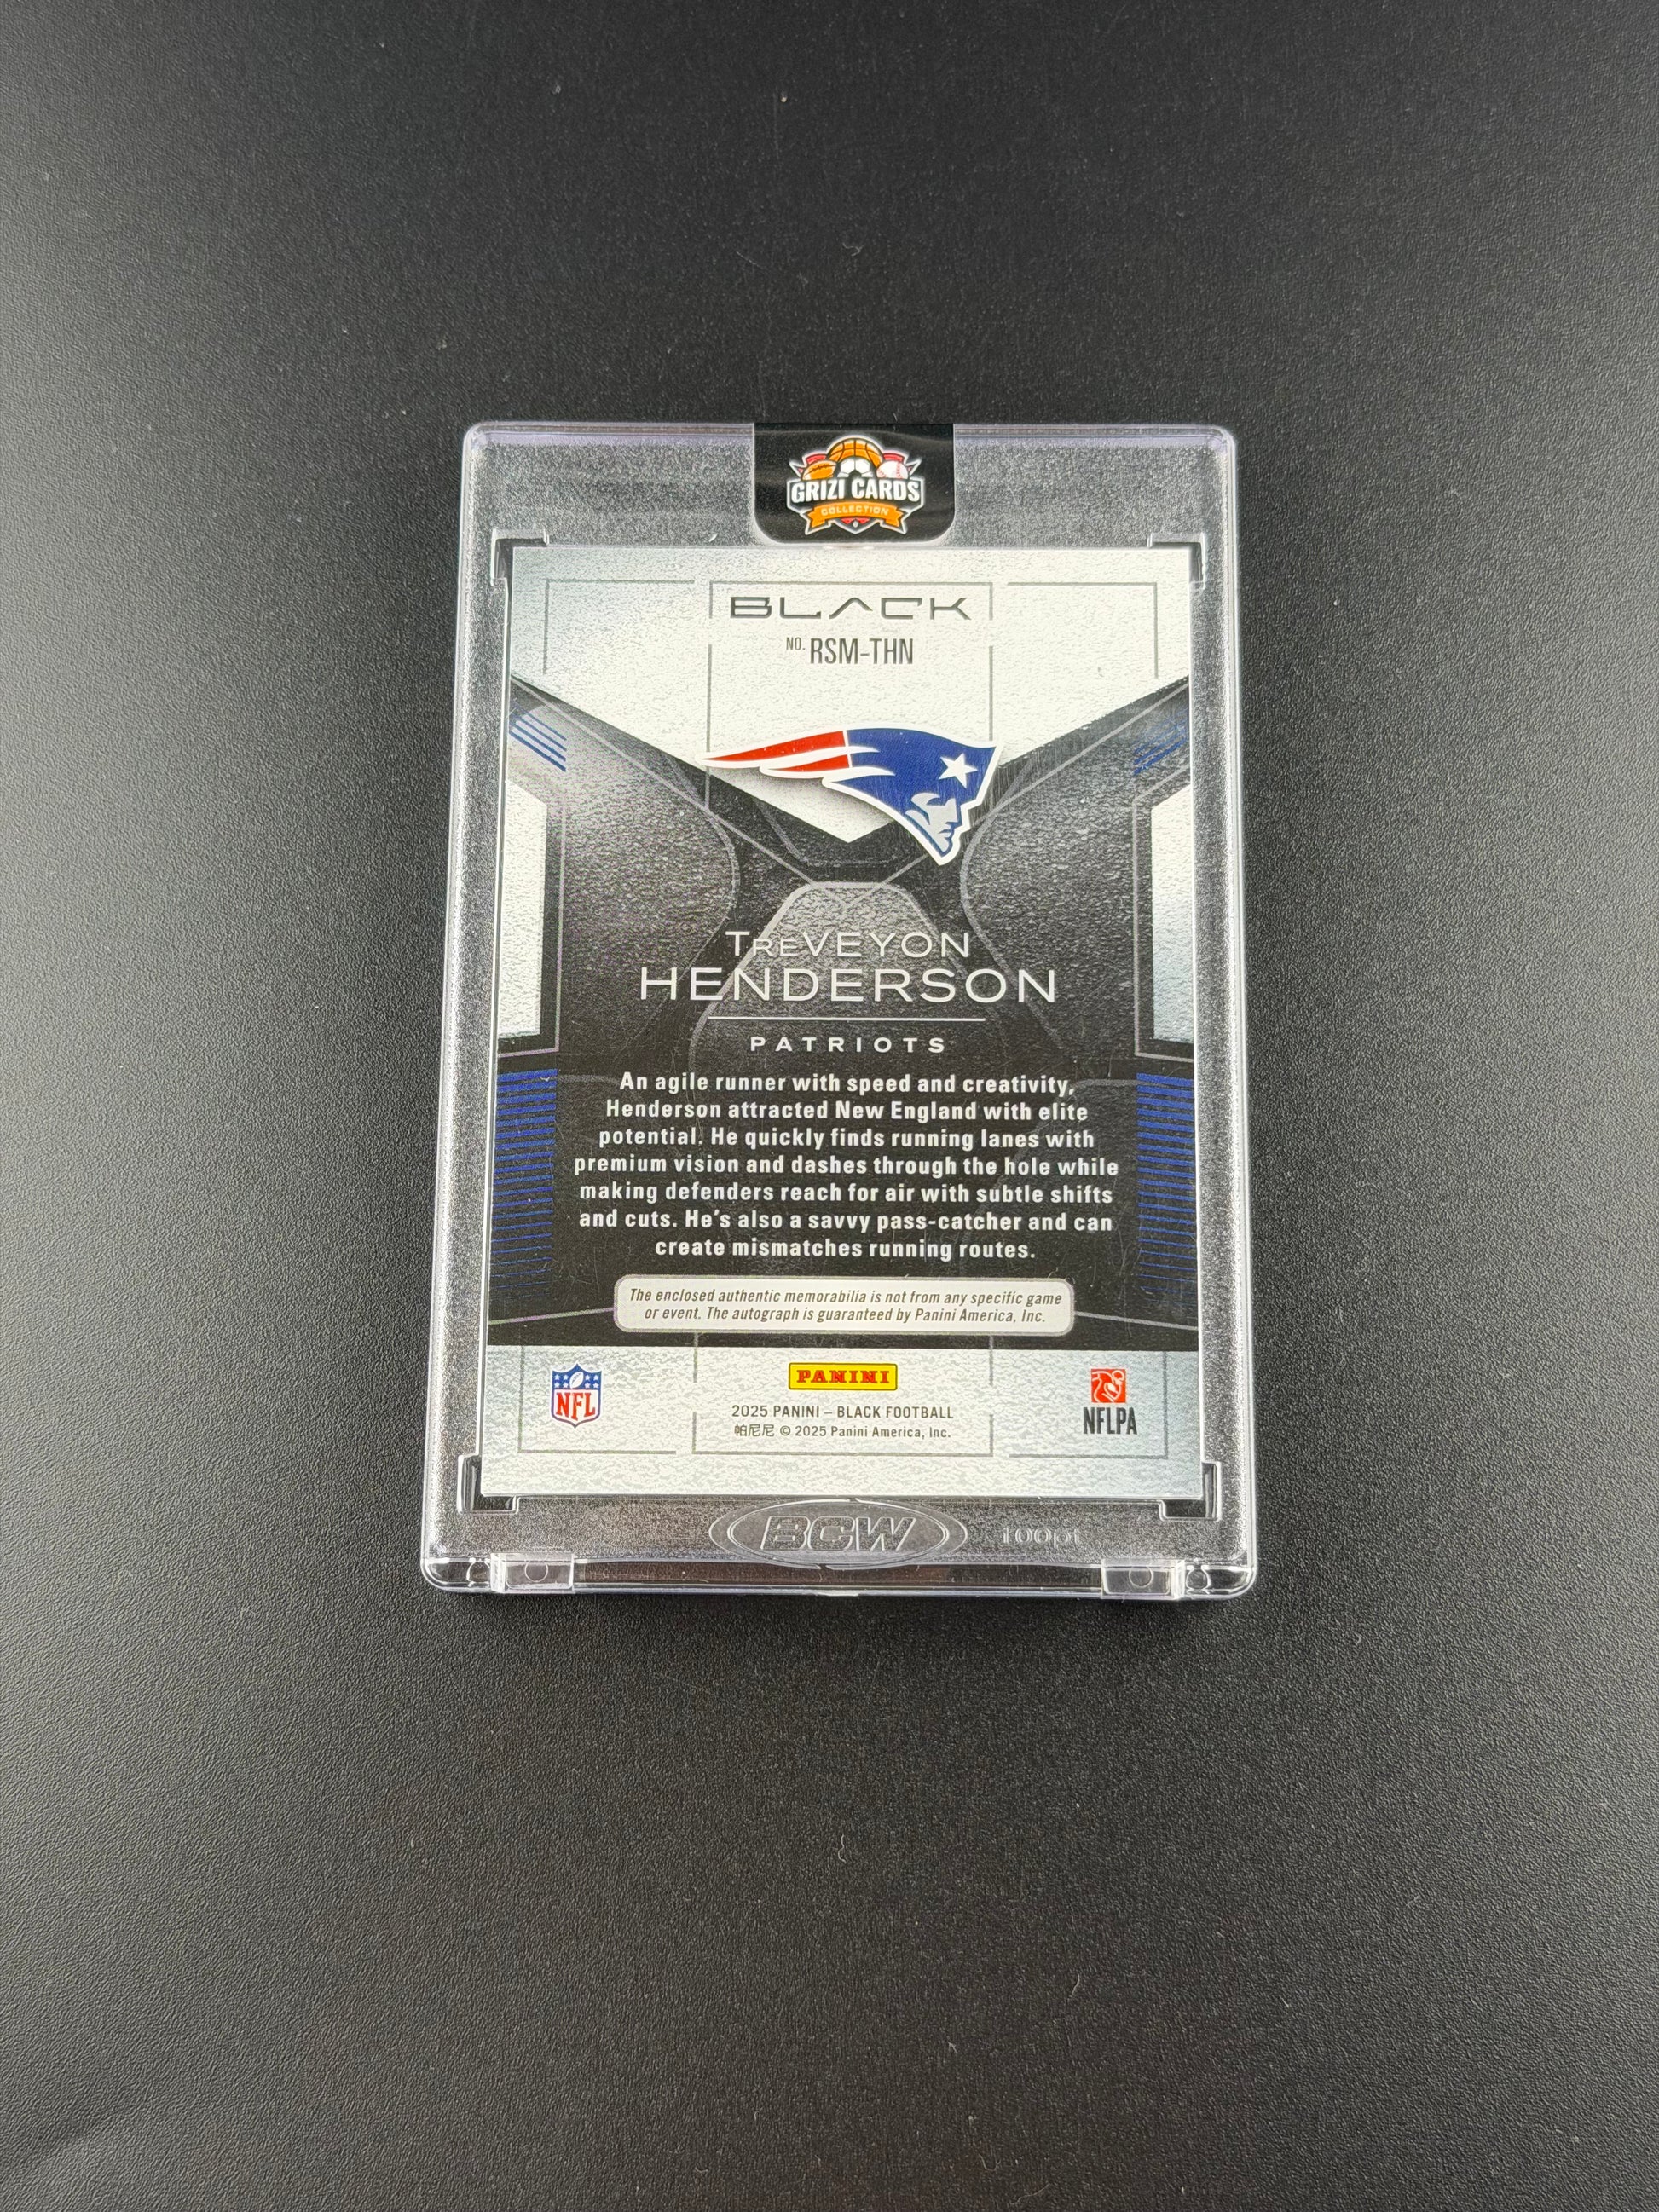 GRIZI CARDS
COLLECTION
BLACK
NO. RSM-THN
TREVEYON
HENDERSON
PATRIOTS
An agile runner with speed and creativity,
Henderson attracted New England with elite
potential. He quickly finds running lanes with
premium vision and dashes through the hole while
making defenders reach for air with subtle shifts
and cuts. He's also a savvy pass-catcher and can
create mismatches running routes.
The enclosed authentic memorabilia is not from any specific game
or event. The autograph is guaranteed by Panini America, Inc.
NFL
PANINI
NFLPA
2025 PANINI – BLACK FOOTBALL
帕尼尼 © 2025 Panini America, Inc.
BCW
100pt